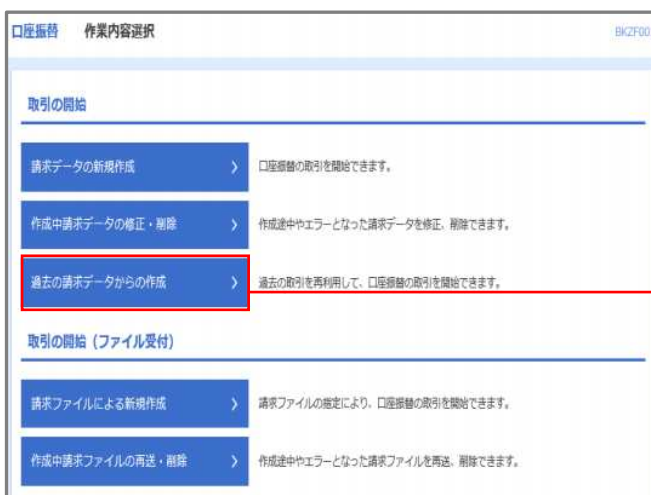 口座振替 作業内容選択 BKZF00
取引の開始
請求データの新規作成 > 口座振替の取引を開始できます。
作成中請求データの修正・削除 > 作成途中やエラーとなった請求データを修正、削除できます。
過去の請求データからの作成 > 過去の取引を再利用して、口座振替の取引を開始できます。
取引の開始（ファイル受付）
請求ファイルによる新規作成 > 請求ファイルの指定により、口座振替の取引を開始できます。
作成中請求ファイルの再送・削除 > 作成途中やエラーとなった請求ファイルを再送、削除できます。